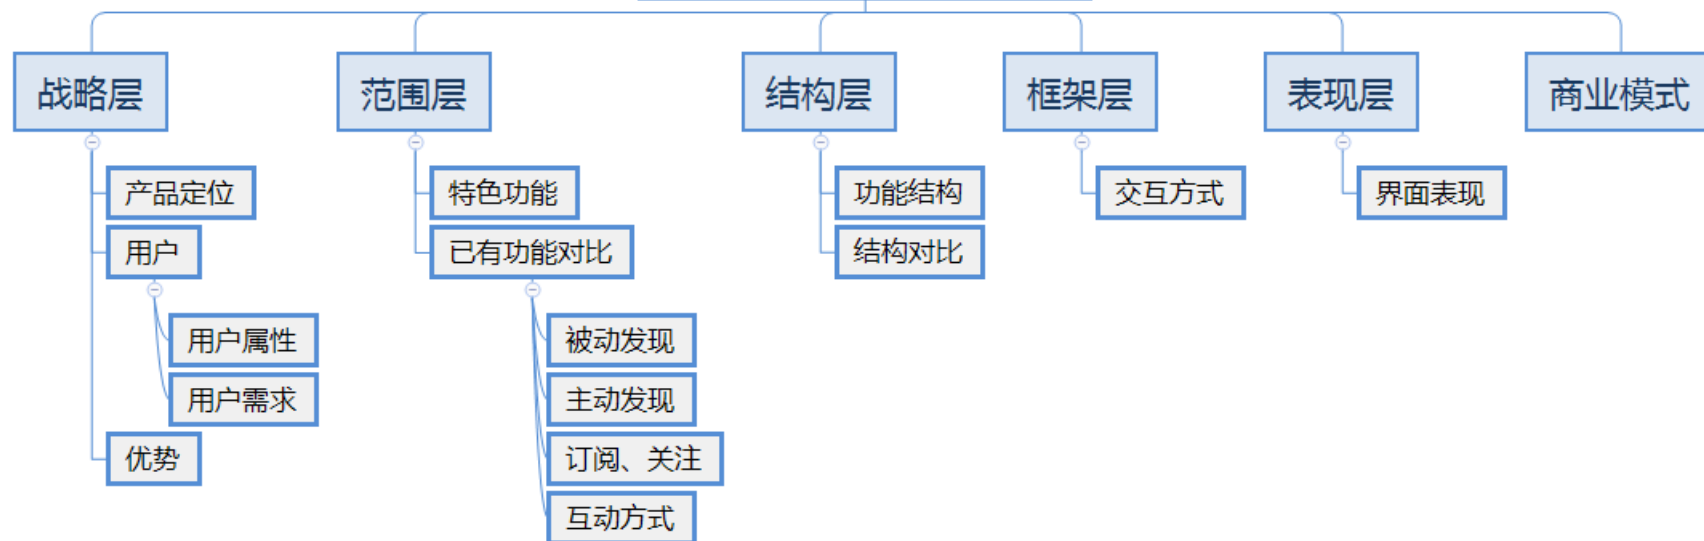 战略层
产品定位
用户
用户属性
用户需求
优势
范围层
特色功能
已有功能对比
被动发现
主动发现
订阅、关注
互动方式
结构层
功能结构
结构对比
框架层
交互方式
表现层
界面表现
商业模式